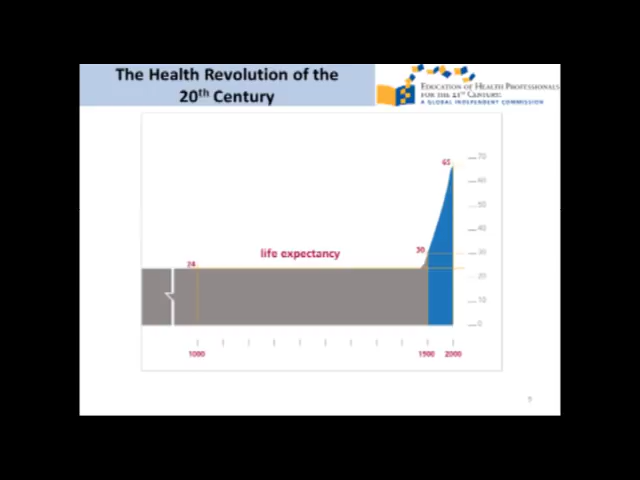 The Health Revolution of the
20th Century
EDUCATION OF HEALTH PROFESSIONALS
FOR THE 21ST CENTURY:
A GLOBAL INDEPENDENT COMMISSION
65
70
60
50
40
30
30
life expectancy
24
20
10
0
1000
1900
2000
9